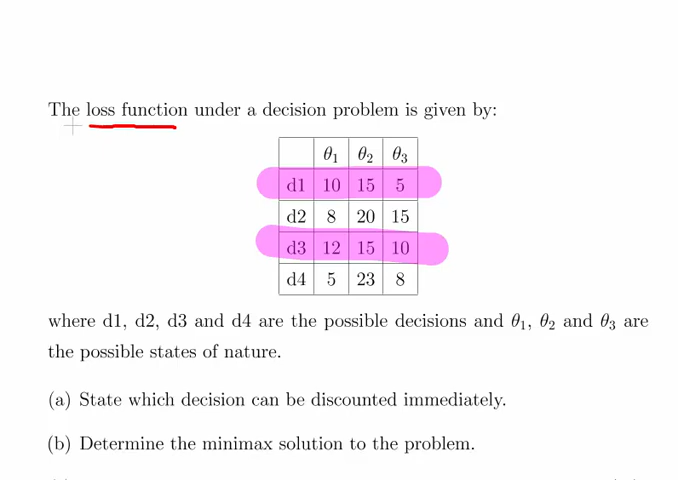 The loss function under a decision problem is given by:
θ1 θ2 θ3
d1 10 15 5
d2 8 20 15
d3 12 15 10
d4 5 23 8
where d1, d2, d3 and d4 are the possible decisions and θ1, θ2 and θ3 are
the possible states of nature.
(a) State which decision can be discounted immediately.
(b) Determine the minimax solution to the problem.